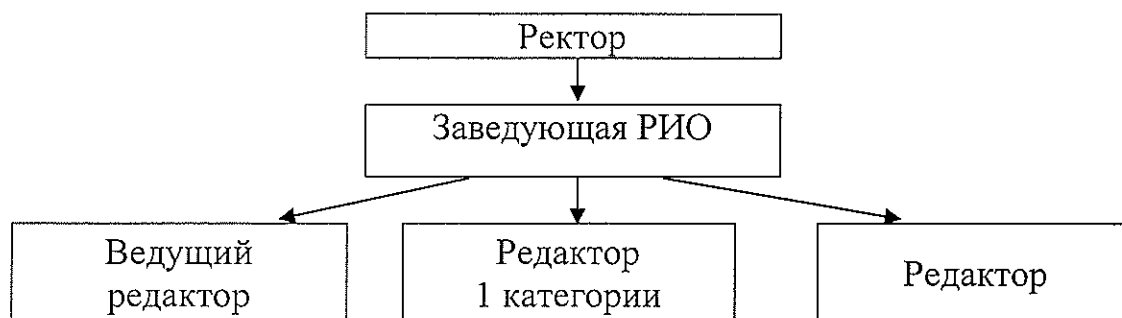 Ректор
Заведующая РИО
Ведущий
редактор
Редактор
1 категории
Редактор